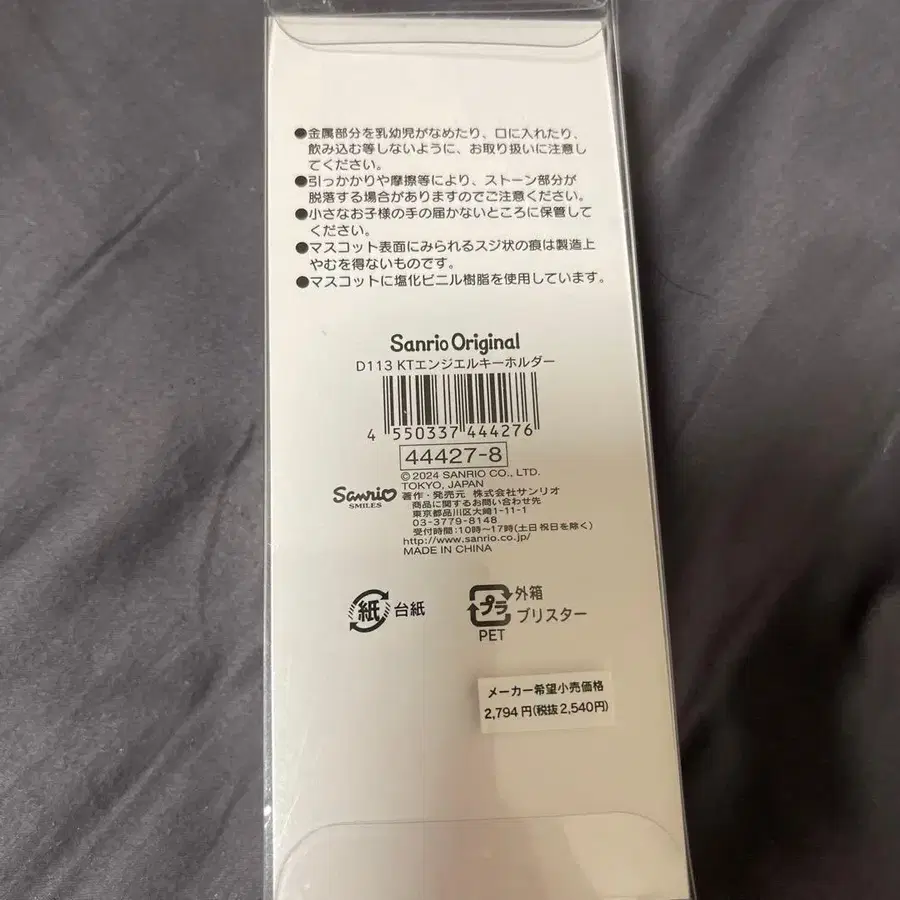 ●金属部分を乳幼児がなめたり、口に入れたり、
飲み込む等しないように、お取り扱いに注意し
てください。
●引っかかりや摩擦等により、ストーン部分が
脱落する場合がありますのでご注意ください。
●小さなお子様の手の届かないところに保管して
ください。
●マスコット表面にみられるスジ状の痕は製造上
やむを得ないものです。
●マスコットに塩化ビニル樹脂を使用しています。
Sanrio Original
D113 KTエンジェルキーホルダー
4 550337 444276
44427-8
© 2024 SANRIO CO., LTD.
TOKYO, JAPAN
Sanrio
SMILES
著作・発売元 株式会社サンリオ
商品に関するお問い合わせ先
東京都品川区大崎1-11-1
03-3779-8148
受付時間:10時〜17時(土日祝日を除く)
http://www.sanrio.co.jp/
MADE IN CHINA
紙 台紙
プラ 外箱
ブリスター
PET
メーカー希望小売価格
2,794円(税抜2,540円)